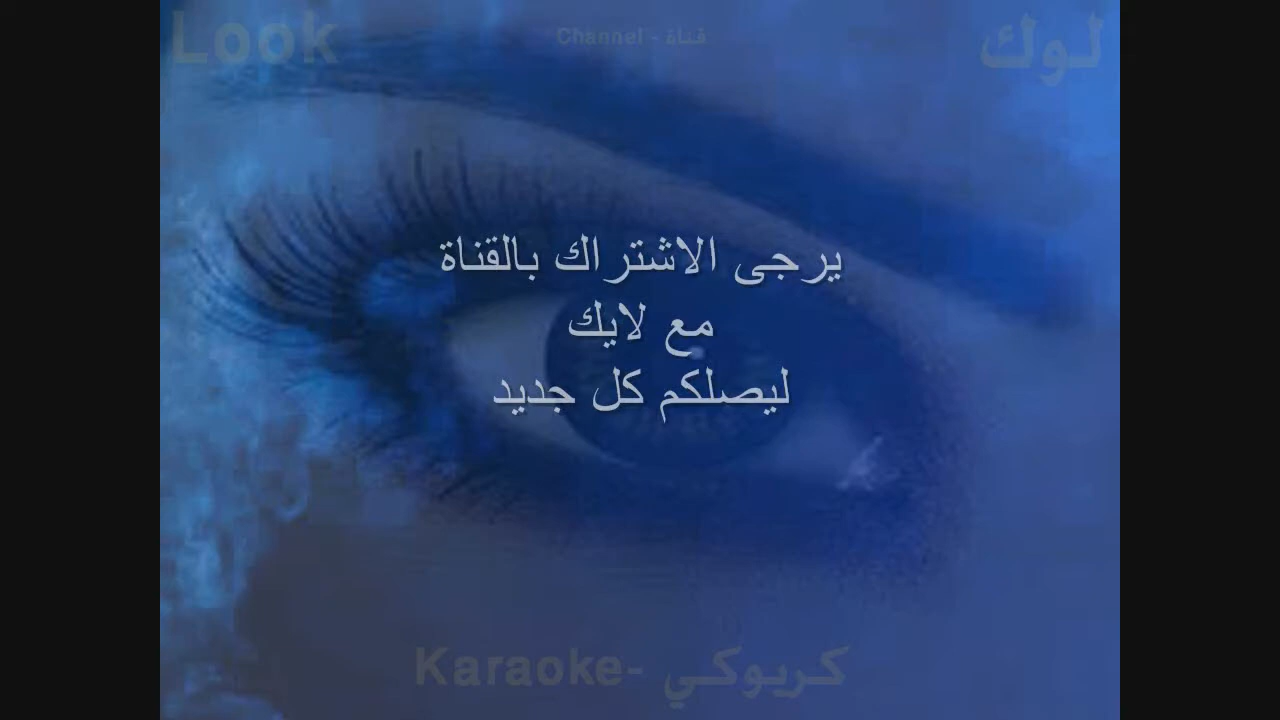 Look
Channel - قناة
لوك
يرجى الاشتراك بالقناة
مع لايك
ليصلكم كل جديد
Karaoke- كريوكي